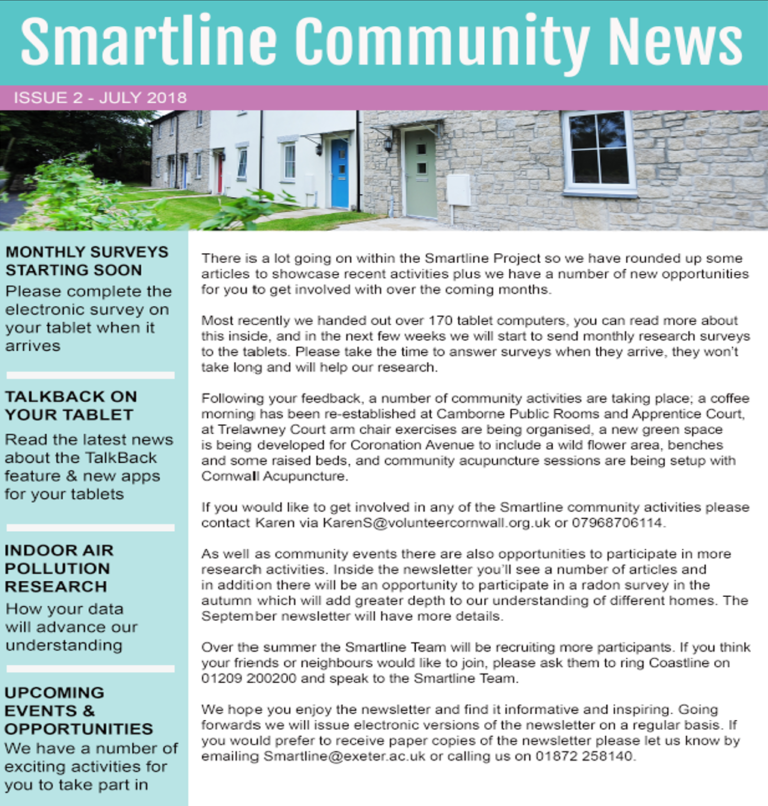 Smartline Community News
ISSUE 2 - JULY 2018
MONTHLY SURVEYS
STARTING SOON
Please complete the
electronic survey on
your tablet when it
arrives
TALKBACK ON
YOUR TABLET
Read the latest news
about the TalkBack
feature & new apps
for your tablets
INDOOR AIR
POLLUTION
RESEARCH
How your data
will advance our
understanding
UPCOMING
EVENTS &
OPPORTUNITIES
We have a number of
exciting activities for
you to take part in
There is a lot going on within the Smartline Project so we have rounded up some
articles to showcase recent activities plus we have a number of new opportunities
for you to get involved with over the coming months.
Most recently we handed out over 170 tablet computers, you can read more about
this inside, and in the next few weeks we will start to send monthly research surveys
to the tablets. Please take the time to answer surveys when they arrive, they won't
take long and will help our research.
Following your feedback, a number of community activities are taking place; a coffee
morning has been re-established at Camborne Public Rooms and Apprentice Court,
at Trelawney Court arm chair exercises are being organised, a new green space
is being developed for Coronation Avenue to include a wild flower area, benches
and some raised beds, and community acupuncture sessions are being setup with
Cornwall Acupuncture.
If you would like to get involved in any of the Smartline community activities please
contact Karen via KarenS@volunteercornwall.org.uk or 07968706114.
As well as community events there are also opportunities to participate in more
research activities. Inside the newsletter you'll see a number of articles and
in addition there will be an opportunity to participate in a radon survey in the
autumn which will add greater depth to our understanding of different homes. The
September newsletter will have more details.
Over the summer the Smartline Team will be recruiting more participants. If you think
your friends or neighbours would like to join, please ask them to ring Coastline on
01209 200200 and speak to the Smartline Team.
We hope you enjoy the newsletter and find it informative and inspiring. Going
forwards we will issue electronic versions of the newsletter on a regular basis. If
you would prefer to receive paper copies of the newsletter please let us know by
emailing Smartline@exeter.ac.uk or calling us on 01872 258140.